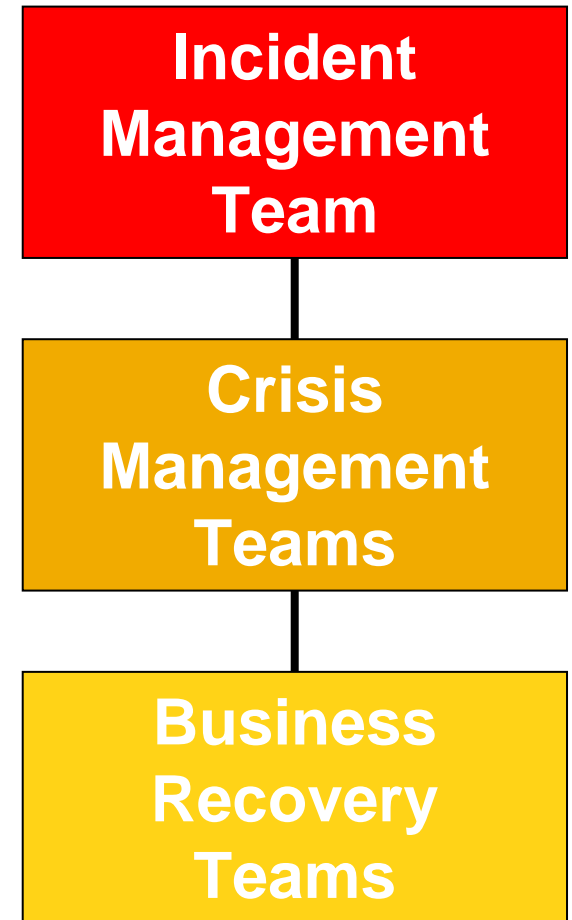 Incident
Management
Team
Crisis
Management
Teams
Business
Recovery
Teams